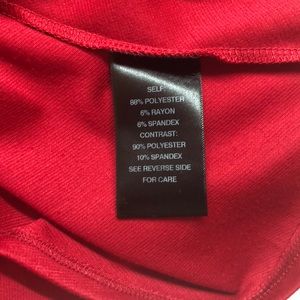 SELF:
88% POLYESTER
6% RAYON
6% SPANDEX
CONTRAST:
90% POLYESTER
10% SPANDEX
SEE REVERSE SIDE
FOR CARE